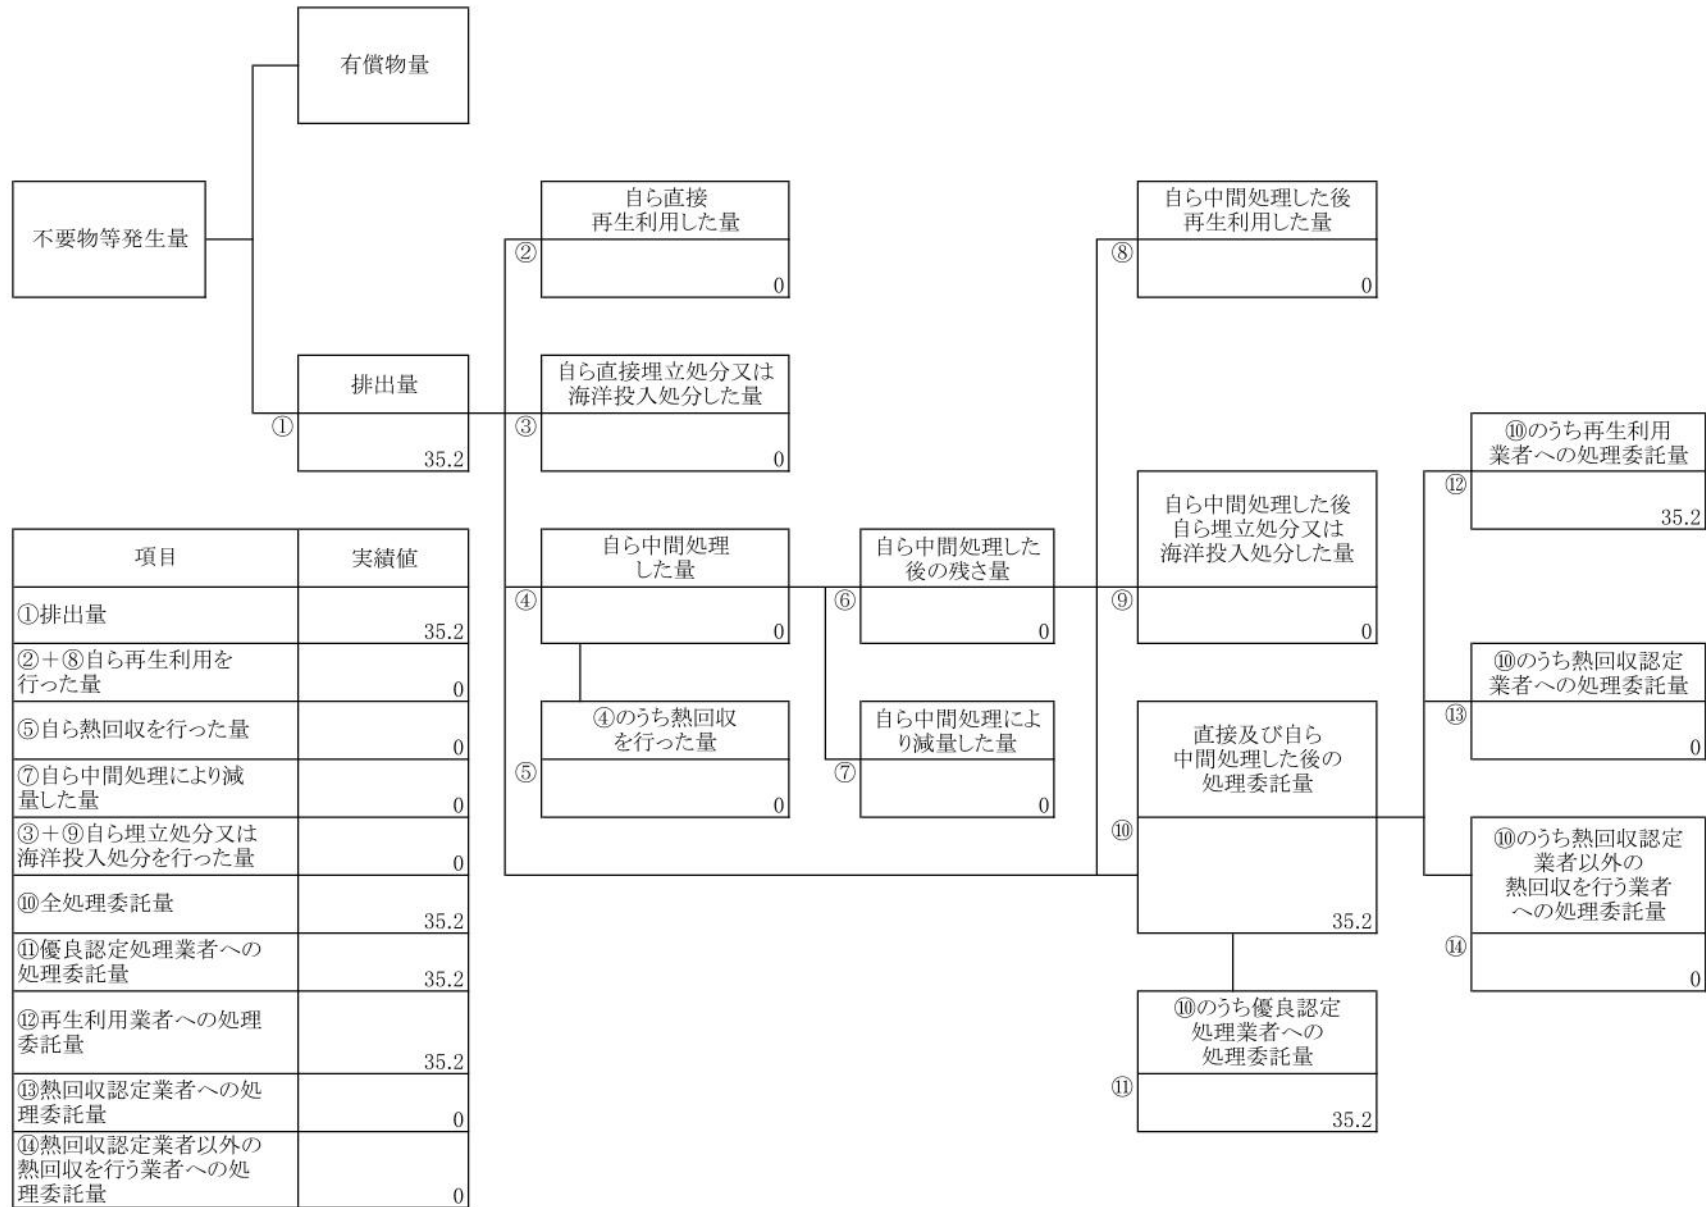 有償物量
不要物等発生量
自ら直接
再生利用した量
②
0
自ら中間処理した後
再生利用した量
⑧
0
排出量
①
35.2
自ら直接埋立処分又は
海洋投入処分した量
③
0
⑩のうち再生利用
業者への処理委託量
⑫
35.2
自ら中間処理
した量
④
0
自ら中間処理した
後の残さ量
⑥
0
自ら中間処理した後
自ら埋立処分又は
海洋投入処分した量
⑨
0
⑩のうち熱回収認定
業者への処理委託量
⑬
0
④のうち熱回収
を行った量
⑤
0
自ら中間処理によ
り減量した量
⑦
0
直接及び自ら
中間処理した後の
処理委託量
⑩
35.2
⑩のうち熱回収認定
業者以外の
熱回収を行う業者
への処理委託量
⑭
0
⑩のうち優良認定
処理業者への
処理委託量
⑪
35.2
項目 実績値
①排出量
35.2
②+⑧自ら再生利用を
行った量
0
⑤自ら熱回収を行った量
0
⑦自ら中間処理により減
量した量
0
③+⑨自ら埋立処分又は
海洋投入処分を行った量
0
⑩全処理委託量
35.2
⑪優良認定処理業者への
処理委託量
35.2
⑫再生利用業者への処理
委託量
35.2
⑬熱回収認定業者への処
理委託量
0
⑭熱回収認定業者以外の
熱回収を行う業者への処
理委託量
0